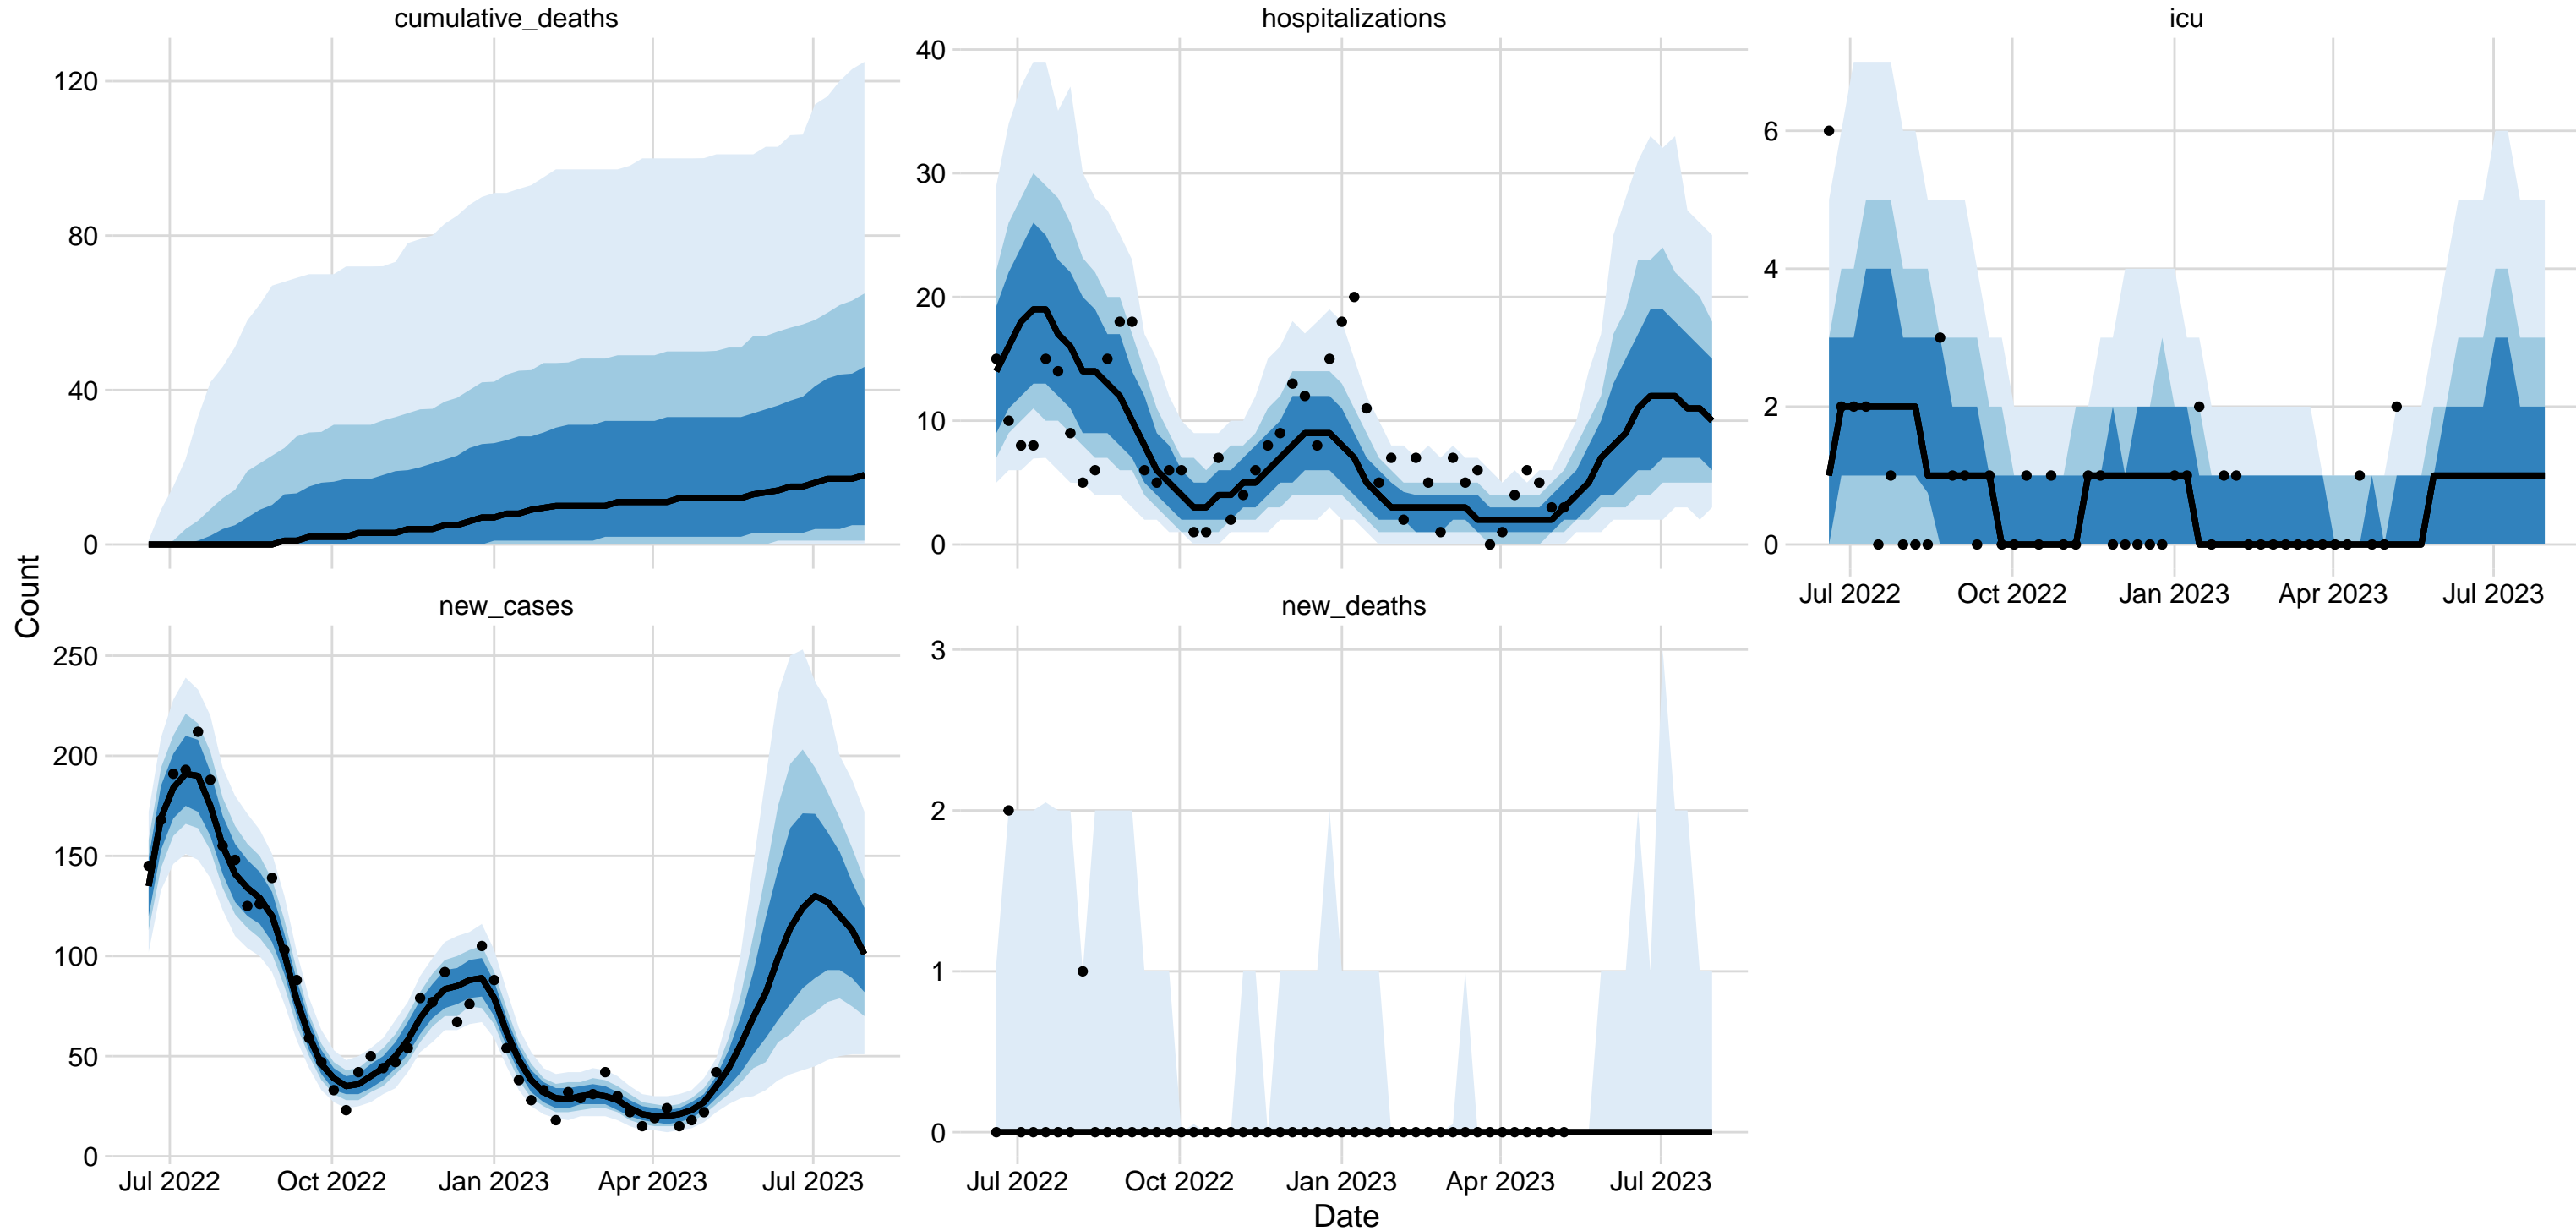 cumulative_deaths
hospitalizations
icu
120
80
40
0
40
30
20
10
0
6
4
2
0
Jul 2022 Oct 2022 Jan 2023 Apr 2023 Jul 2023
Count
new_cases
new_deaths
250
200
150
100
50
0
3
2
1
0
Jul 2022 Oct 2022 Jan 2023 Apr 2023 Jul 2023
Jul 2022 Oct 2022 Jan 2023 Apr 2023 Jul 2023
Date